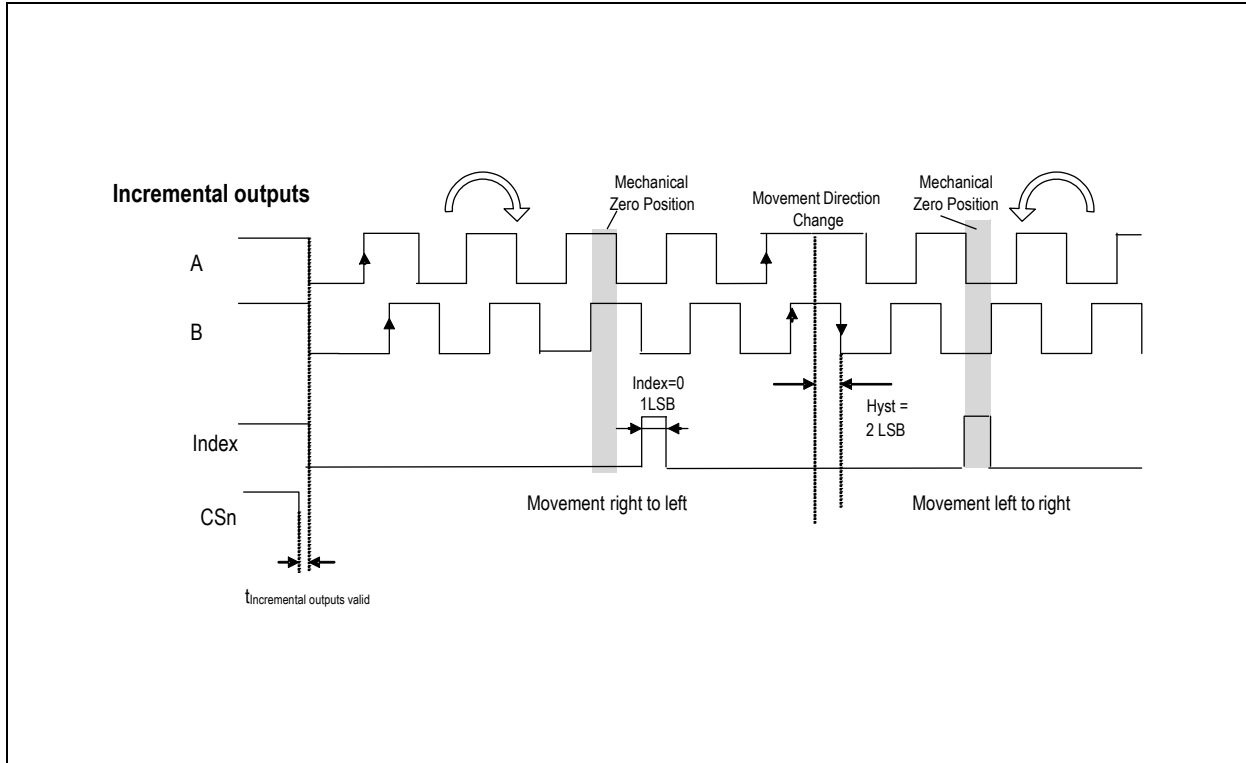 Incremental outputs
Mechanical
Zero Position
Movement Direction
Change
Mechanical
Zero Position
A
B
Index=0
1LSB
Hyst =
2 LSB
Index
Movement right to left
Movement left to right
CSn
tIncremental outputs valid